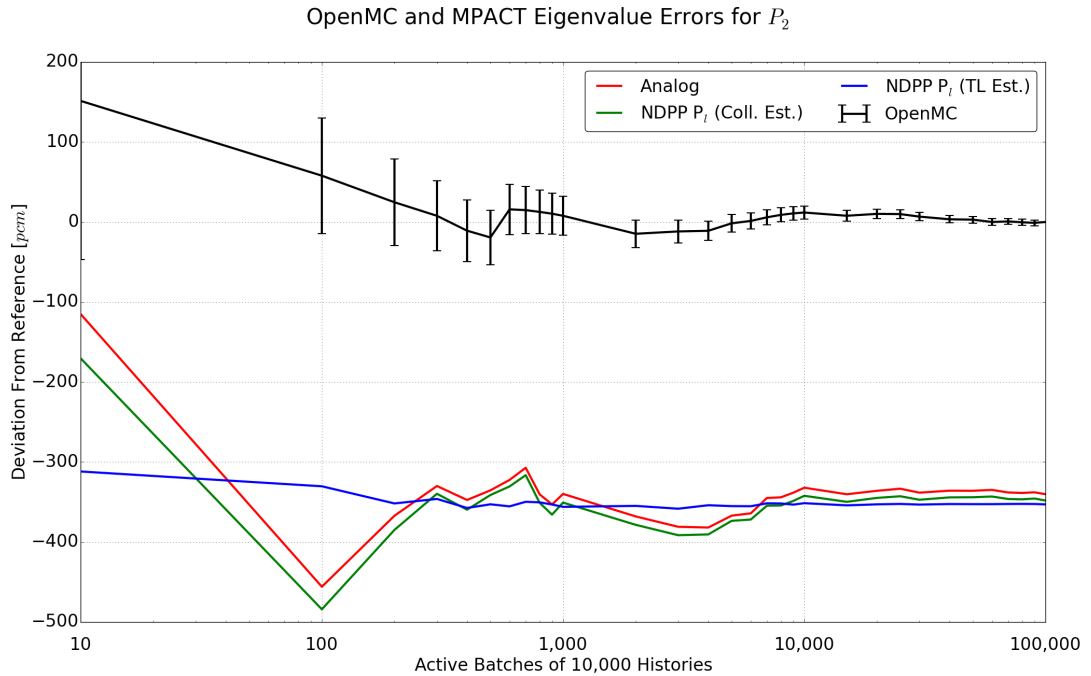 OpenMC and MPACT Eigenvalue Errors for P₂
Analog
NDPP Pₗ (Coll. Est.)
NDPP Pₗ (TL Est.)
OpenMC
Deviation From Reference [pcm]
200
100
0
−100
−200
−300
−400
−500
10
100
1,000
10,000
100,000
Active Batches of 10,000 Histories